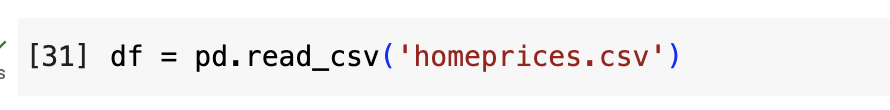 [31] df = pd.read_csv('homeprices.csv')
s